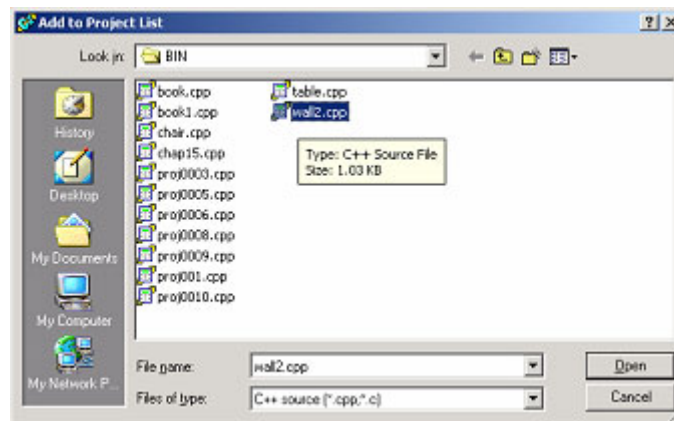 Add to Project List
Look in: BIN
book.cpp
book1.cpp
chair.cpp
chap15.cpp
proj0003.cpp
proj0005.cpp
proj0006.cpp
proj0008.cpp
proj0009.cpp
proj001.cpp
proj0010.cpp
table.cpp
wall2.cpp
Type: C++ Source File
Size: 1.03 KB
History
Desktop
My Documents
My Computer
My Network P...
File name: wall2.cpp Open
Files of type: C++ source (*.cpp;*.c) Cancel